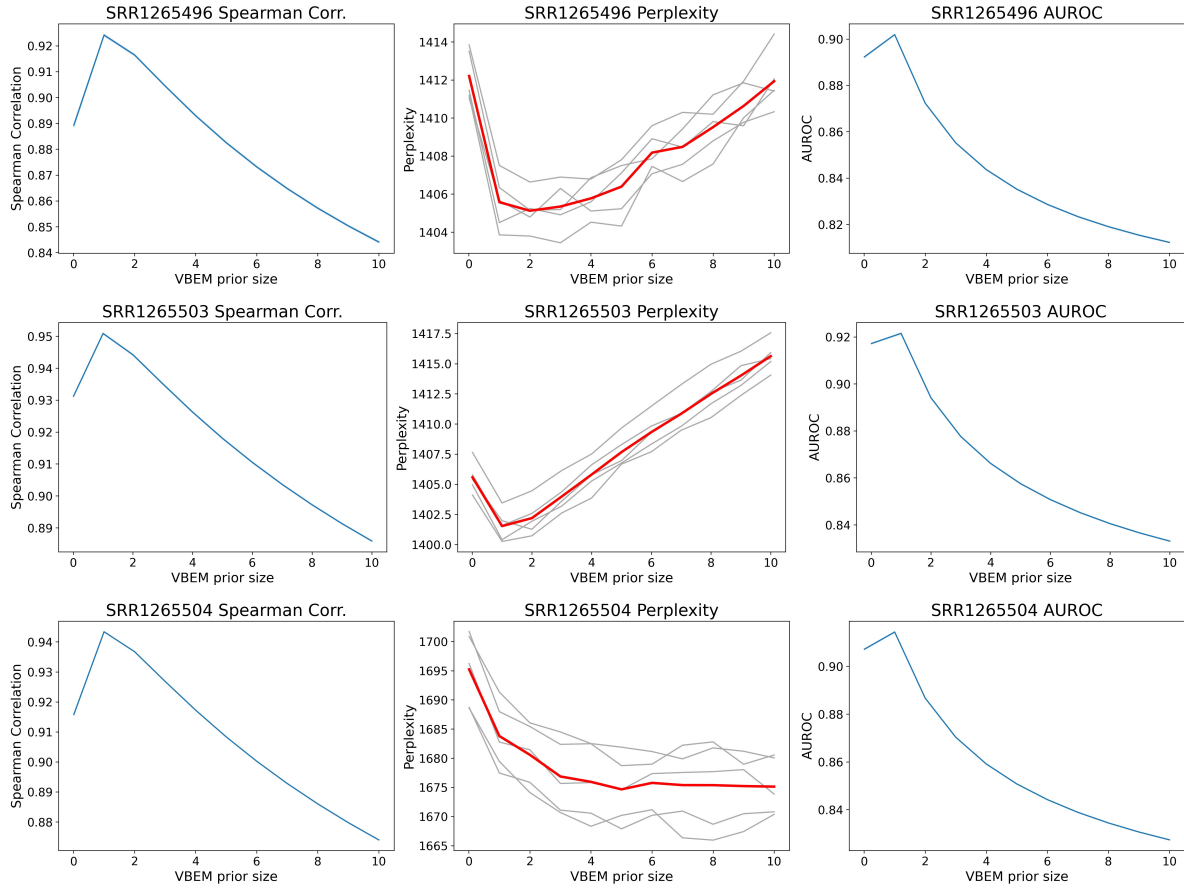 SRR1265496 Spearman Corr.
Spearman Correlation
0.92
0.91
0.90
0.89
0.88
0.87
0.86
0.85
0.84
0 2 4 6 8 10
VBEM prior size
SRR1265496 Perplexity
Perplexity
1414
1412
1410
1408
1406
1404
0 2 4 6 8 10
VBEM prior size
SRR1265496 AUROC
AUROC
0.90
0.88
0.86
0.84
0.82
0 2 4 6 8 10
VBEM prior size
SRR1265503 Spearman Corr.
Spearman Correlation
0.95
0.94
0.93
0.92
0.91
0.90
0.89
0 2 4 6 8 10
VBEM prior size
SRR1265503 Perplexity
Perplexity
1417.5
1415.0
1412.5
1410.0
1407.5
1405.0
1402.5
1400.0
0 2 4 6 8 10
VBEM prior size
SRR1265503 AUROC
AUROC
0.92
0.90
0.88
0.86
0.84
0 2 4 6 8 10
VBEM prior size
SRR1265504 Spearman Corr.
Spearman Correlation
0.94
0.93
0.92
0.91
0.90
0.89
0.88
0 2 4 6 8 10
VBEM prior size
SRR1265504 Perplexity
Perplexity
1700
1695
1690
1685
1680
1675
1670
1665
0 2 4 6 8 10
VBEM prior size
SRR1265504 AUROC
AUROC
0.90
0.88
0.86
0.84
0 2 4 6 8 10
VBEM prior size